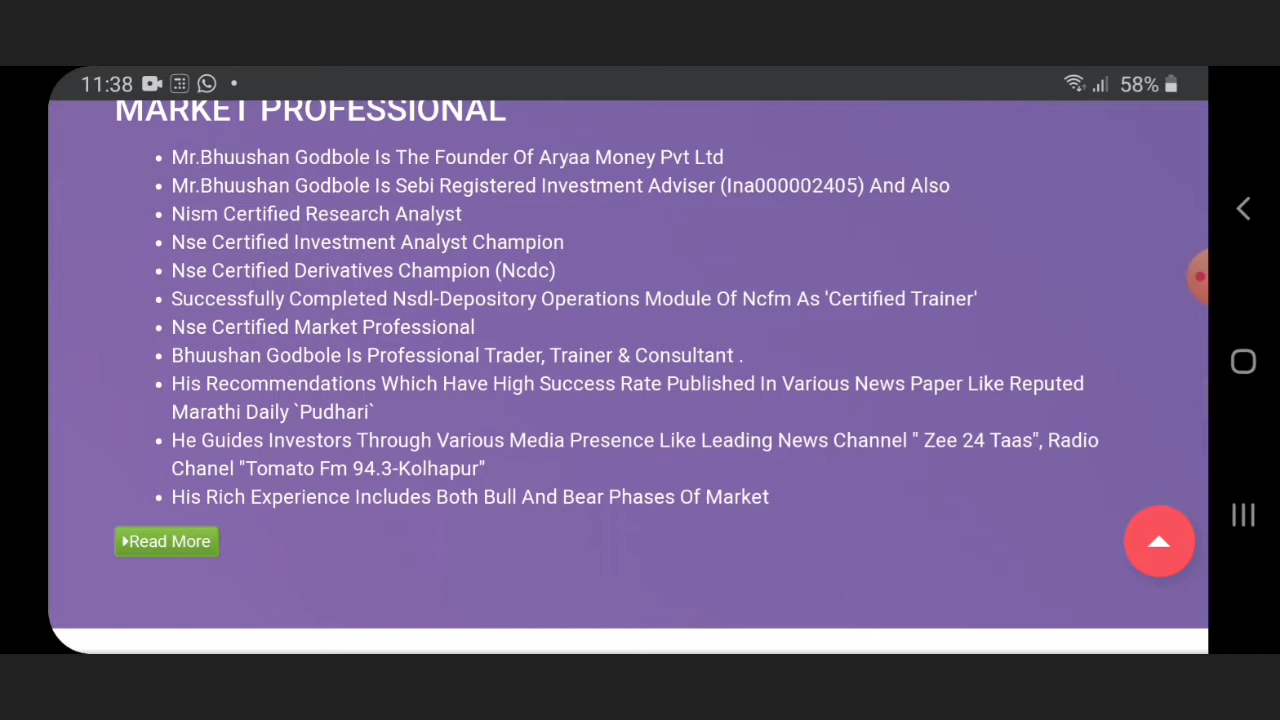 11:38
58%
MARKET PROFESSIONAL
Mr.Bhuushan Godbole Is The Founder Of Aryaa Money Pvt Ltd
Mr.Bhuushan Godbole Is Sebi Registered Investment Adviser (Ina000002405) And Also
Nism Certified Research Analyst
Nse Certified Investment Analyst Champion
Nse Certified Derivatives Champion (Ncdc)
Successfully Completed Nsdl-Depository Operations Module Of Ncfm As 'Certified Trainer'
Nse Certified Market Professional
Bhuushan Godbole Is Professional Trader, Trainer & Consultant .
His Recommendations Which Have High Success Rate Published In Various News Paper Like Reputed
Marathi Daily `Pudhari`
He Guides Investors Through Various Media Presence Like Leading News Channel " Zee 24 Taas", Radio
Chanel "Tomato Fm 94.3-Kolhapur"
His Rich Experience Includes Both Bull And Bear Phases Of Market
Read More